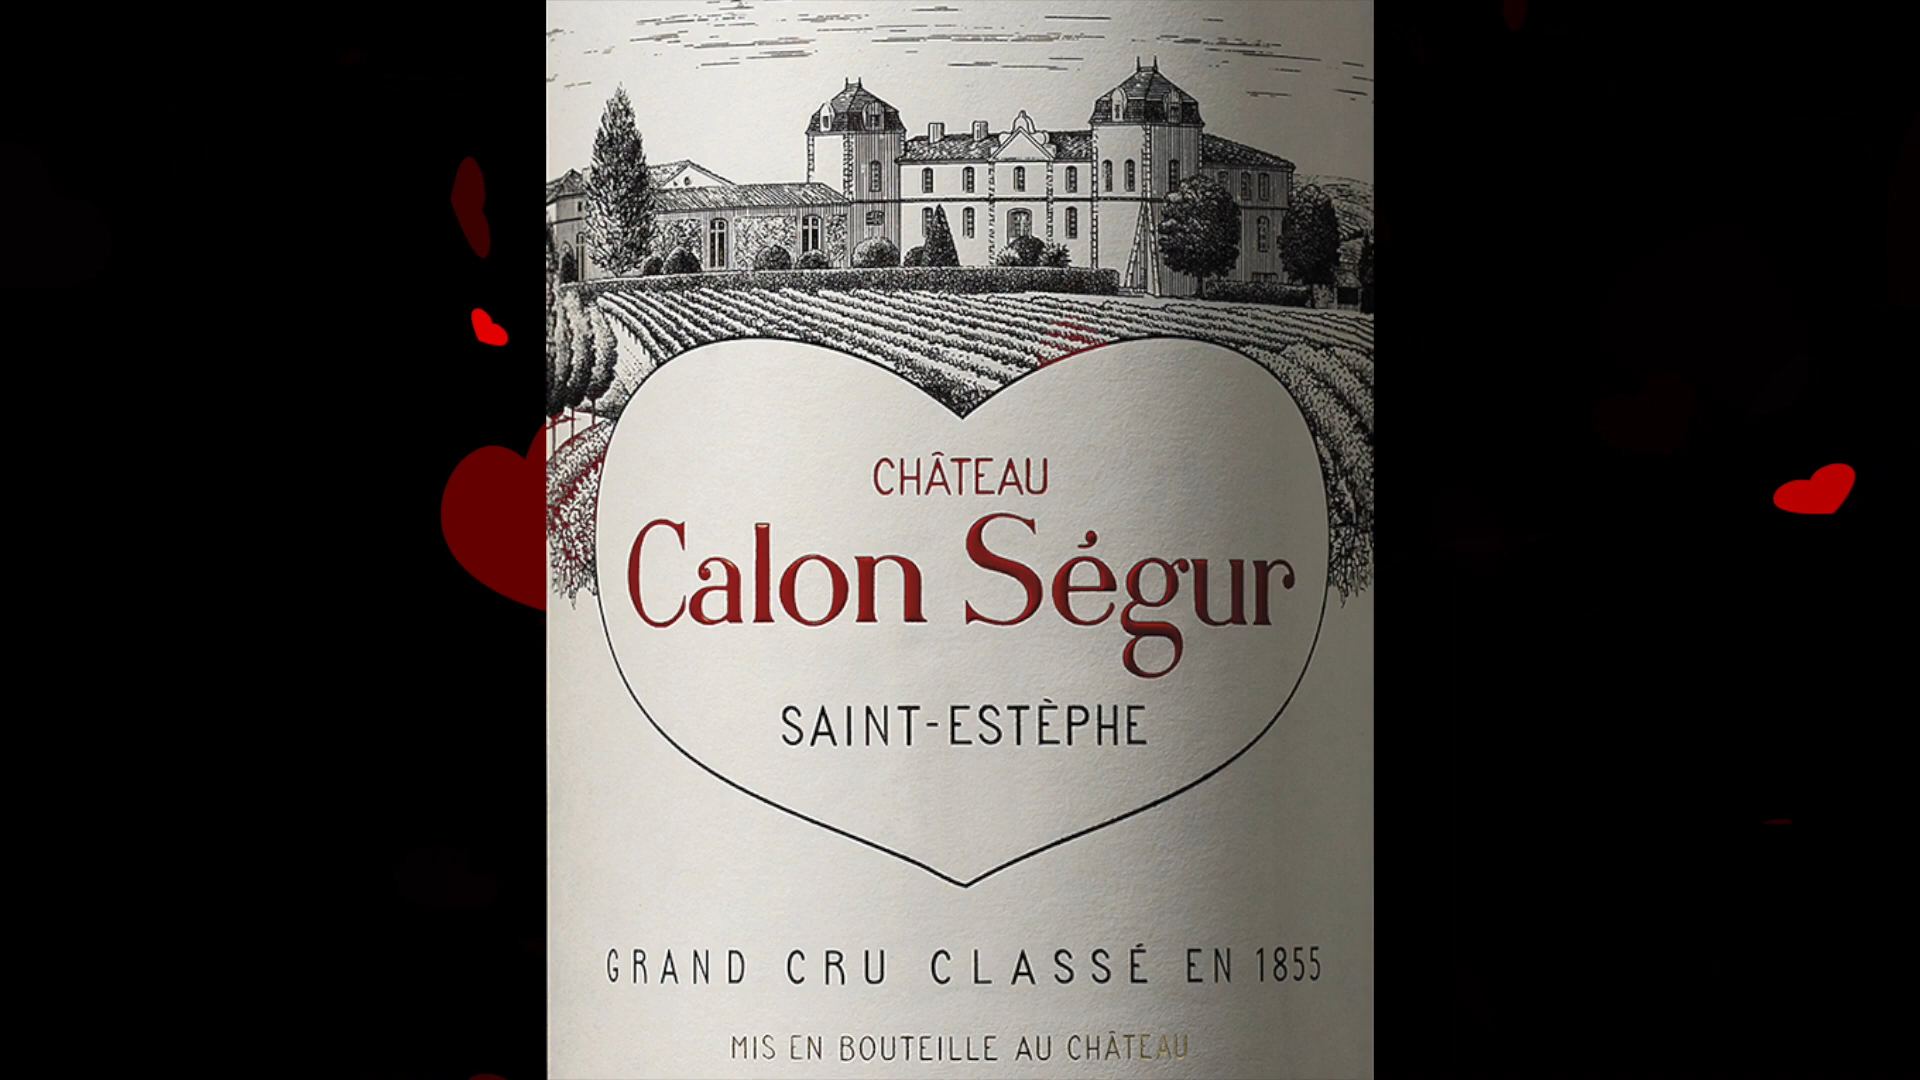 CHÂTEAU
Calon Ségur
SAINT-ESTÈPHE
GRAND CRU CLASSÉ EN 1855
MIS EN BOUTEILLE AU CHÂTEAU